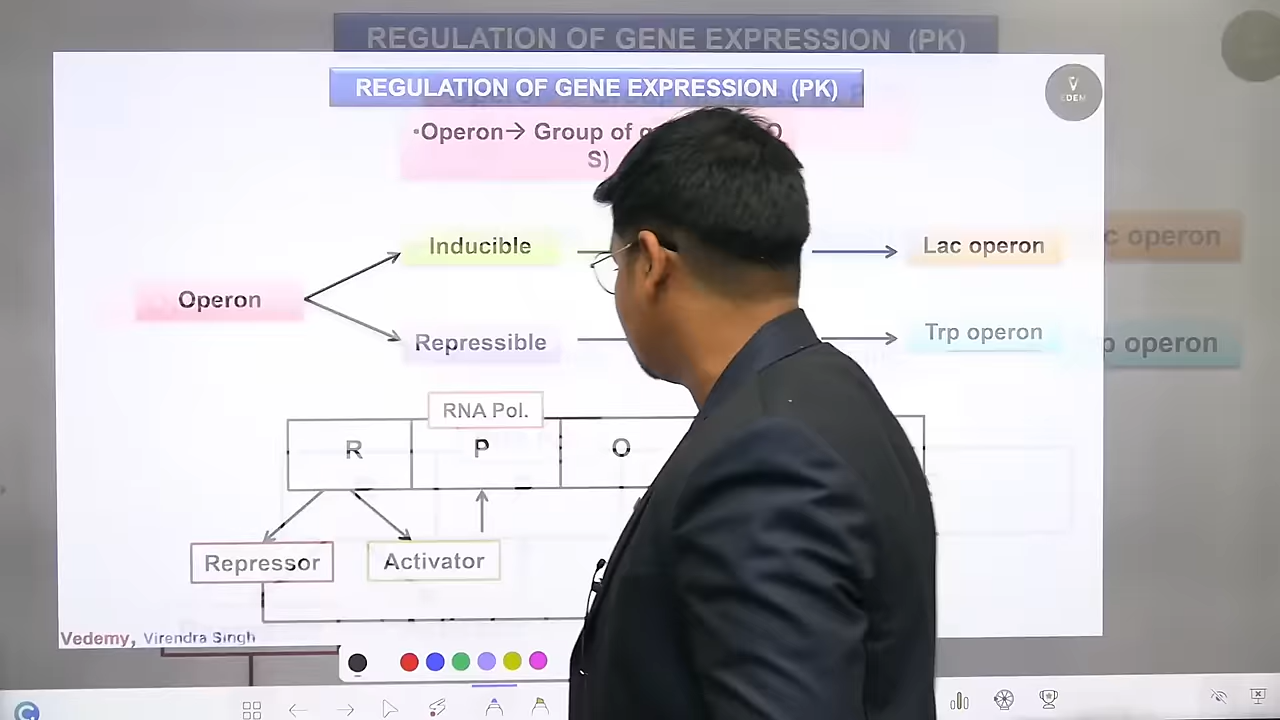 REGULATION OF GENE EXPRESSION (PK)
REGULATION OF GENE EXPRESSION (PK)
EDEM
•Operon→ Group of
S)
Inducible
Lac operon
c operon
Operon
Repressible
Trp operon
p operon
RNA Pol.
R P O
Repressor Activator
Vedemy, Virendra Singh